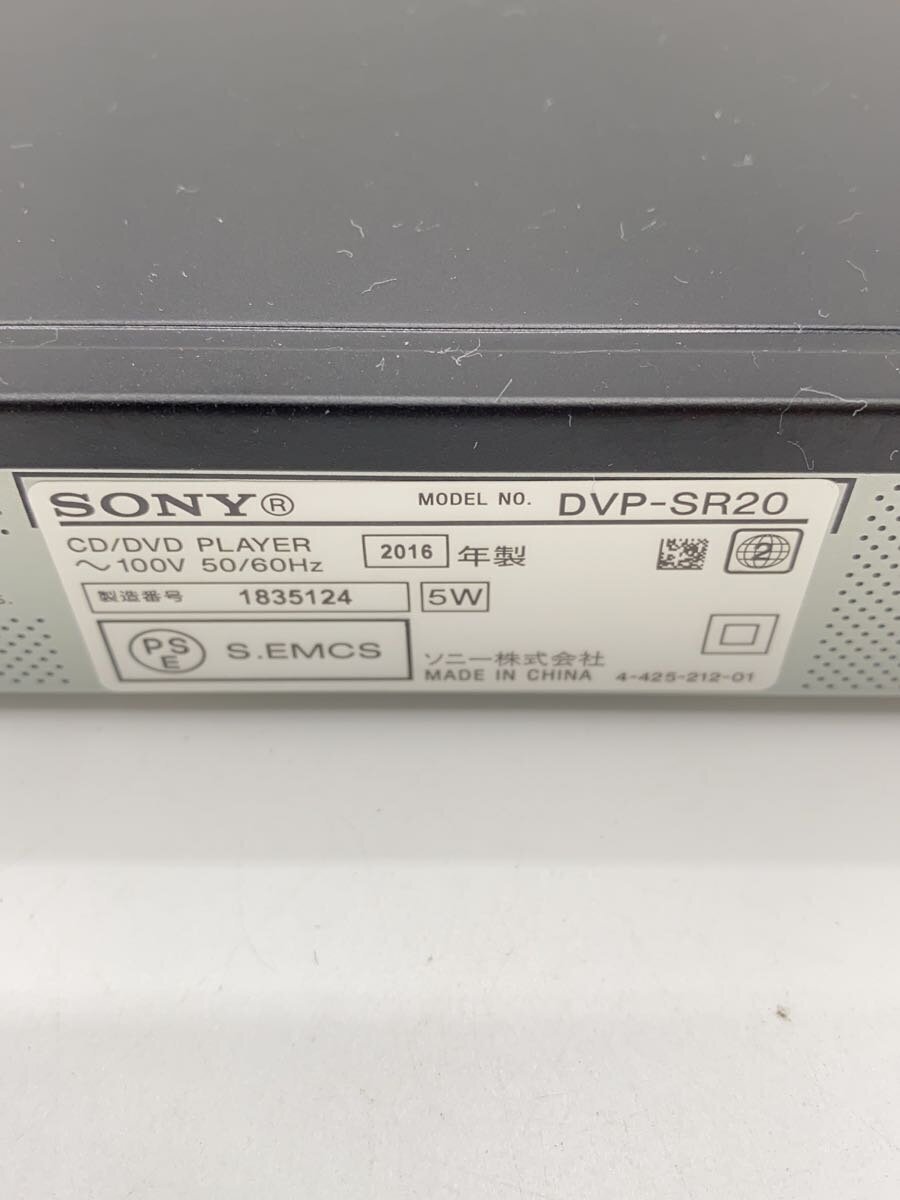 SONY® MODEL NO. DVP-SR20
CD/DVD PLAYER 2016 年製 2
～100V 50/60Hz
製造番号 1835124 5W
PSE S.EMCS
ソニー株式会社
MADE IN CHINA 4-425-212-01